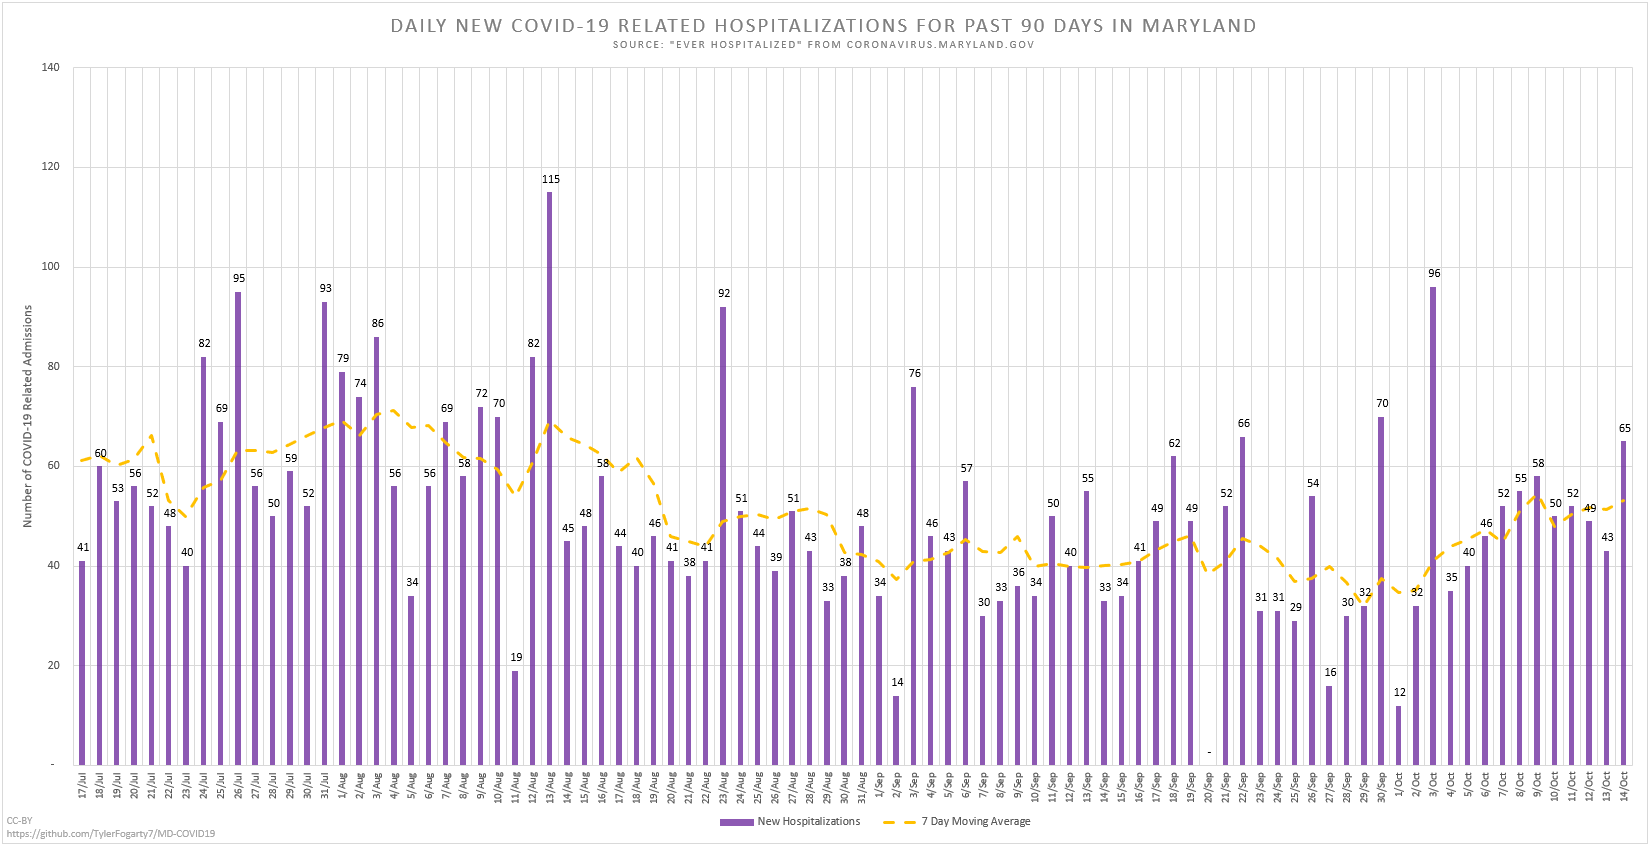 DAILY NEW COVID-19 RELATED HOSPITALIZATIONS FOR PAST 90 DAYS IN MARYLAND
SOURCE: "EVER HOSPITALIZED" FROM CORONAVIRUS.MARYLAND.GOV
Number of COVID-19 Related Admissions
140
120
100
80
60
40
20
-
41 60 53 56 52 48 40 82 69 95 56 50 59 52 93 79 74 86 56 34 56 69 58 72 70 19 82 115 45 48 58 44 40 46 41 38 41 92 51 44 39 51 43 33 38 48 34 14 76 46 43 57 30 33 36 34 50 40 55 33 34 41 49 62 49 - 52 66 31 31 29 54 16 30 32 70 12 32 96 35 40 46 52 55 58 50 52 49 43 65
17/Jul 18/Jul 19/Jul 20/Jul 21/Jul 22/Jul 23/Jul 24/Jul 25/Jul 26/Jul 27/Jul 28/Jul 29/Jul 30/Jul 31/Jul 1/Aug 2/Aug 3/Aug 4/Aug 5/Aug 6/Aug 7/Aug 8/Aug 9/Aug 10/Aug 11/Aug 12/Aug 13/Aug 14/Aug 15/Aug 16/Aug 17/Aug 18/Aug 19/Aug 20/Aug 21/Aug 22/Aug 23/Aug 24/Aug 25/Aug 26/Aug 27/Aug 28/Aug 29/Aug 30/Aug 31/Aug 1/Sep 2/Sep 3/Sep 4/Sep 5/Sep 6/Sep 7/Sep 8/Sep 9/Sep 10/Sep 11/Sep 12/Sep 13/Sep 14/Sep 15/Sep 16/Sep 17/Sep 18/Sep 19/Sep 20/Sep 21/Sep 22/Sep 23/Sep 24/Sep 25/Sep 26/Sep 27/Sep 28/Sep 29/Sep 30/Sep 1/Oct 2/Oct 3/Oct 4/Oct 5/Oct 6/Oct 7/Oct 8/Oct 9/Oct 10/Oct 11/Oct 12/Oct 13/Oct 14/Oct
New Hospitalizations 7 Day Moving Average
CC-BY
https://github.com/TylerFogarty7/MD-COVID19